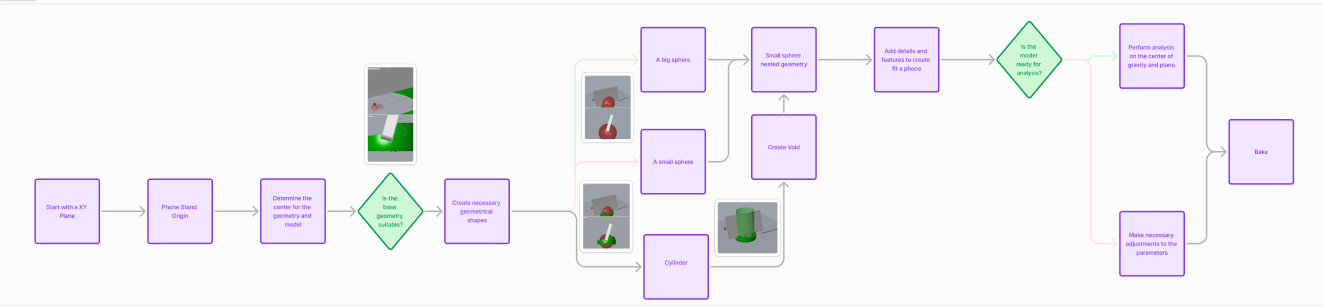 Start with a XY
Plane
Phone Stand
Origin
Determine the
center for the
geometry and
model
Is the
base
geometry
suitable?
Create necessary
geometrical
shapes
A big sphere
A small sphere
Cylinder
Small sphere
nested geometry
Create Void
Add details and
features to create
fit a phone
Is the
model
ready for
analysis?
Perform analysis
on the center of
gravity and plane.
Make necessary
adjustments to the
parameters
Bake